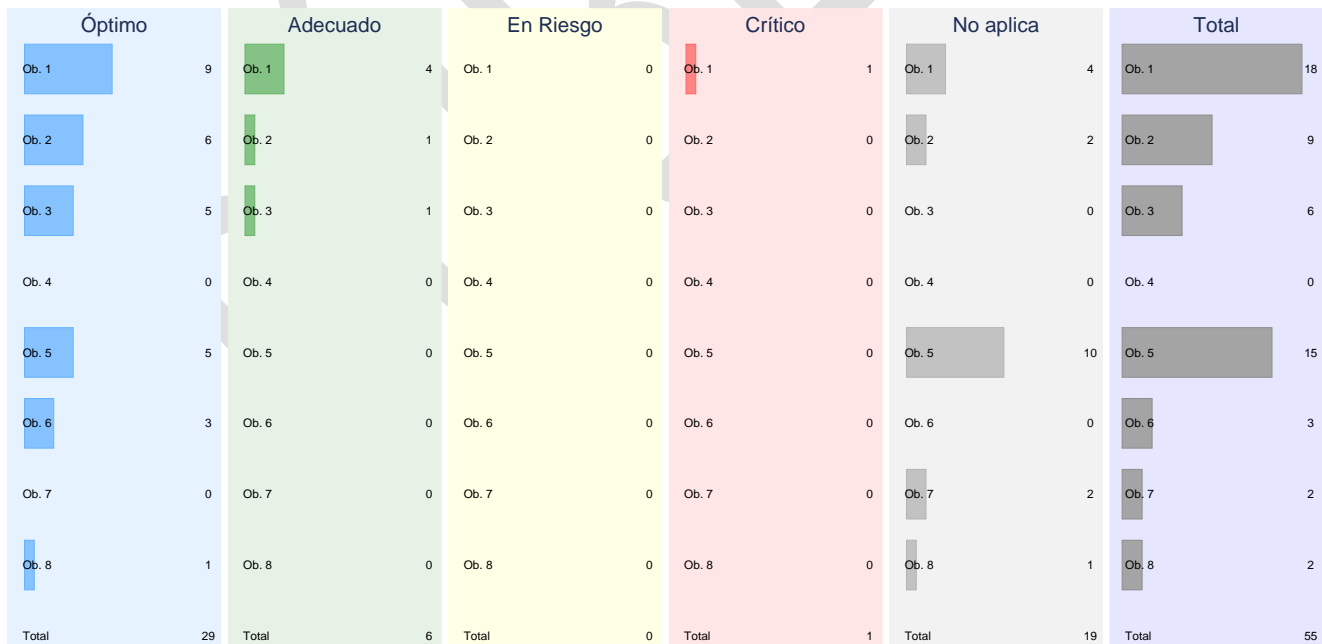 Óptimo Adecuado En Riesgo Crítico No aplica Total
Ob. 1 9 Ob. 1 4 Ob. 1 0 Ob. 1 1 Ob. 1 4 Ob. 1 18
Ob. 2 6 Ob. 2 1 Ob. 2 0 Ob. 2 0 Ob. 2 2 Ob. 2 9
Ob. 3 5 Ob. 3 1 Ob. 3 0 Ob. 3 0 Ob. 3 0 Ob. 3 6
Ob. 4 0 Ob. 4 0 Ob. 4 0 Ob. 4 0 Ob. 4 0 Ob. 4 0
Ob. 5 5 Ob. 5 0 Ob. 5 0 Ob. 5 0 Ob. 5 10 Ob. 5 15
Ob. 6 3 Ob. 6 0 Ob. 6 0 Ob. 6 0 Ob. 6 0 Ob. 6 3
Ob. 7 0 Ob. 7 0 Ob. 7 0 Ob. 7 0 Ob. 7 2 Ob. 7 2
Ob. 8 1 Ob. 8 0 Ob. 8 0 Ob. 8 0 Ob. 8 1 Ob. 8 2
Total 29 Total 6 Total 0 Total 1 Total 19 Total 55